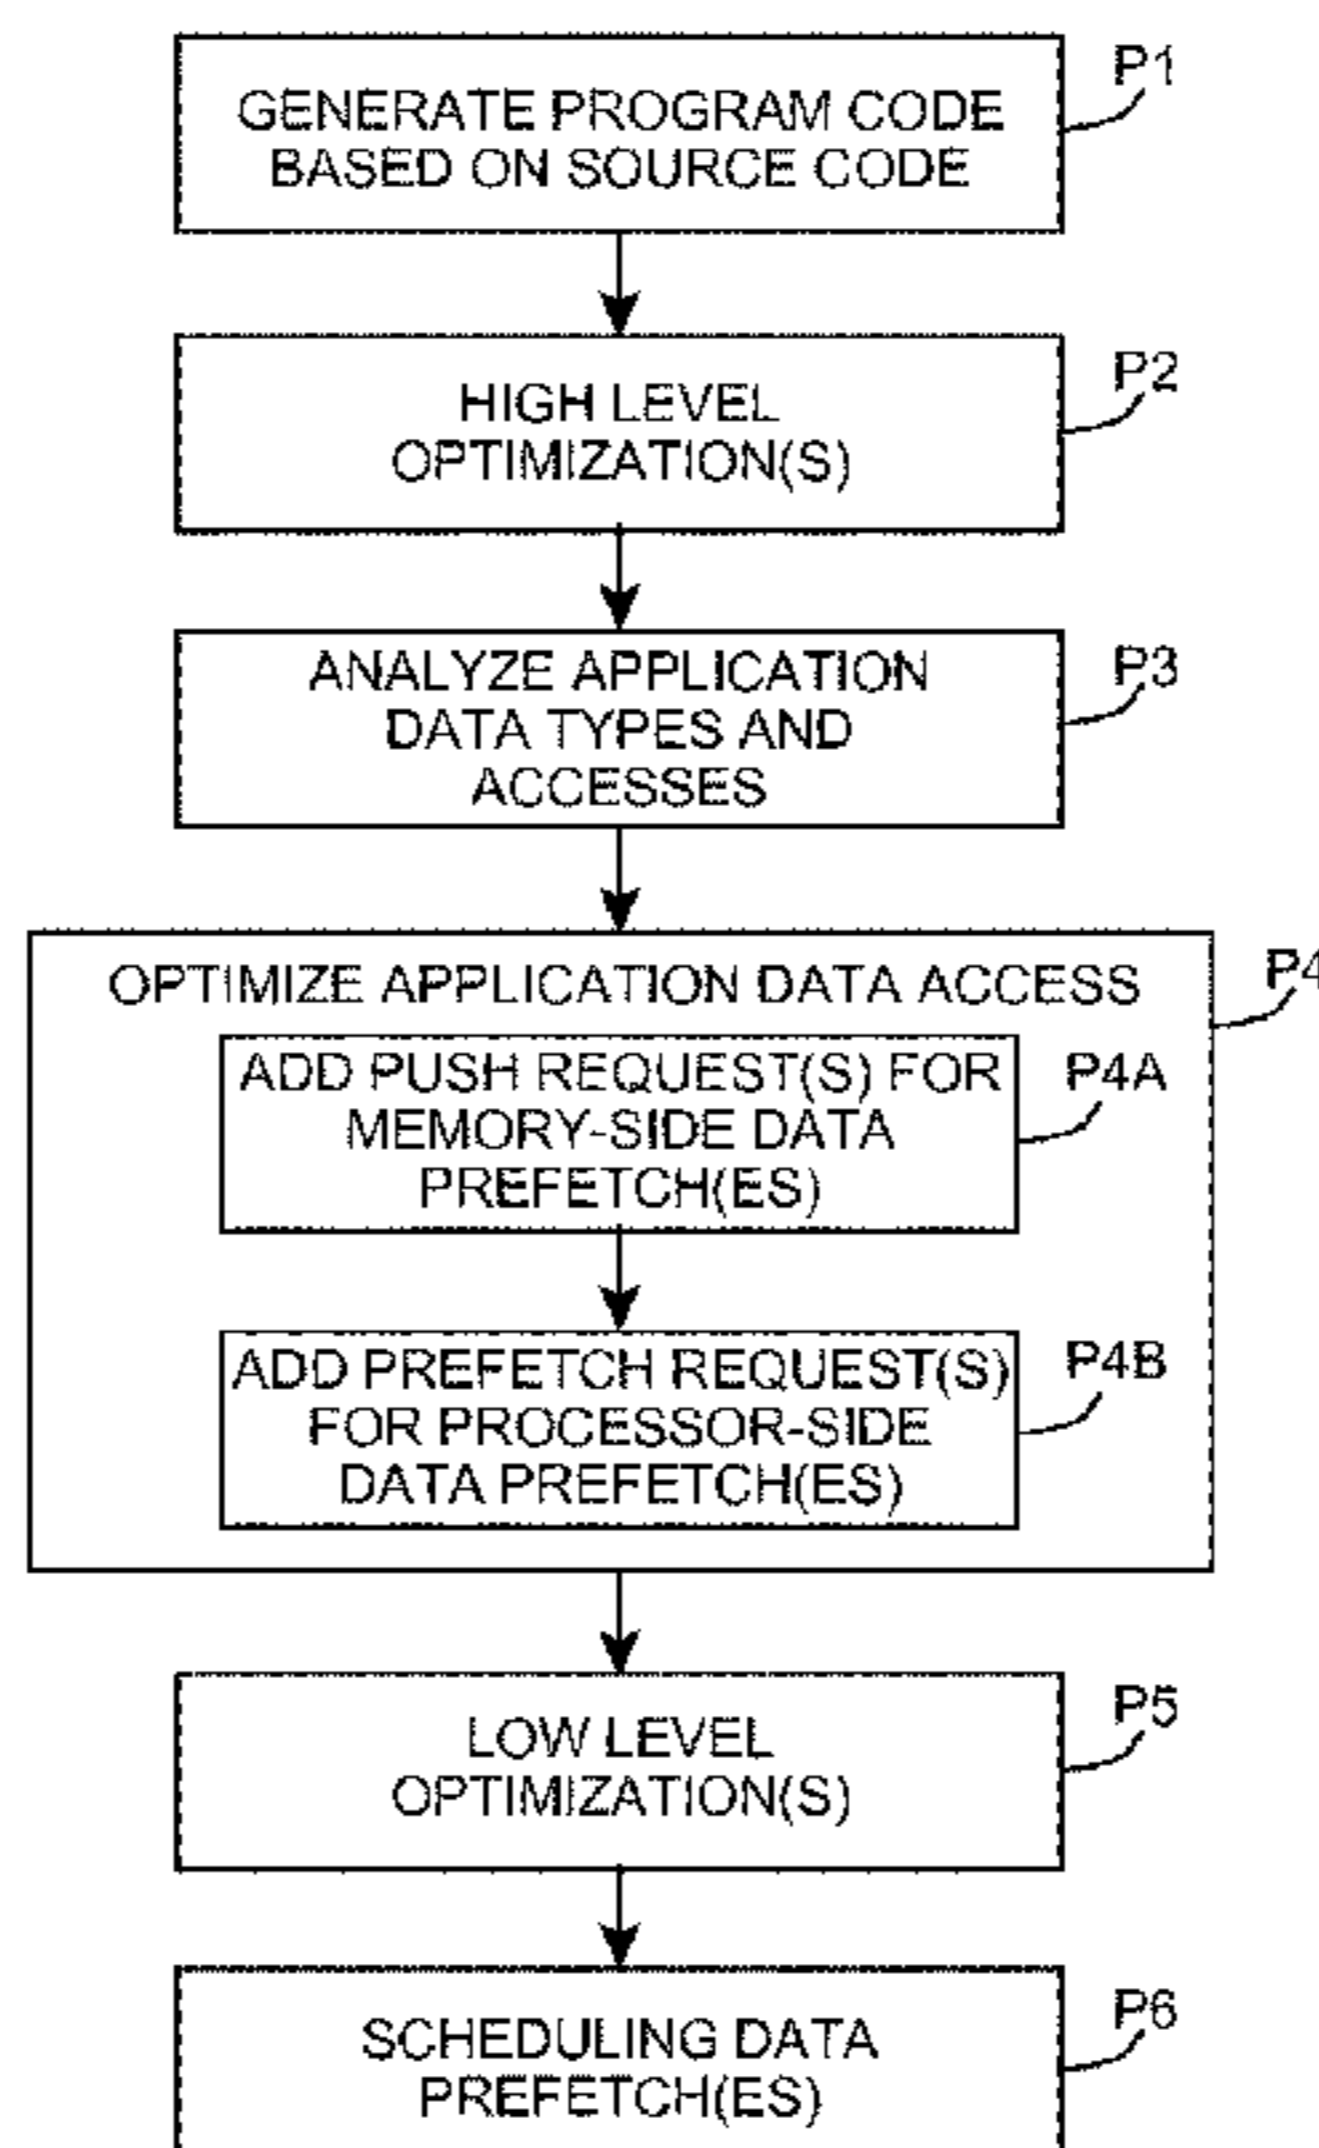 P1
GENERATE PROGRAM CODE
BASED ON SOURCE CODE
P2
HIGH LEVEL
OPTIMIZATION(S)
P3
ANALYZE APPLICATION
DATA TYPES AND
ACCESSES
P4
OPTIMIZE APPLICATION DATA ACCESS
P4A
ADD PUSH REQUEST(S) FOR
MEMORY-SIDE DATA
PREFETCH(ES)
P4B
ADD PREFETCH REQUEST(S)
FOR PROCESSOR-SIDE
DATA PREFETCH(ES)
P5
LOW LEVEL
OPTIMIZATION(S)
P6
SCHEDULING DATA
PREFETCH(ES)